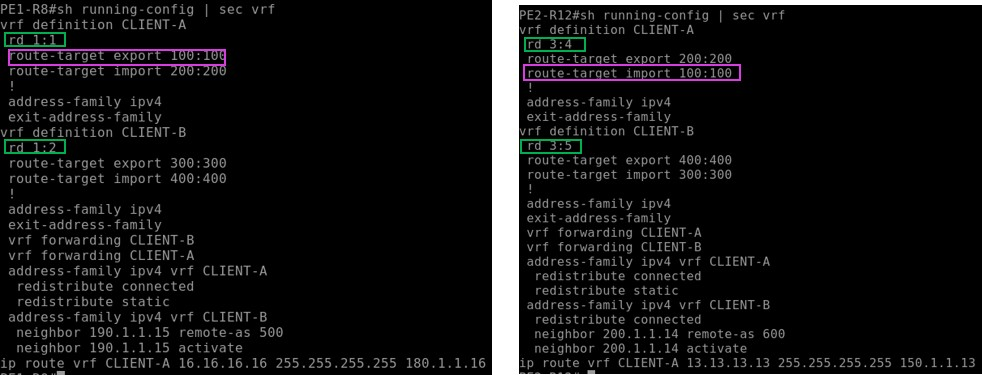 PE1-R8#sh running-config | sec vrf
vrf definition CLIENT-A
rd 1:1
route-target export 100:100
route-target import 200:200
!
address-family ipv4
exit-address-family
vrf definition CLIENT-B
rd 1:2
route-target export 300:300
route-target import 400:400
!
address-family ipv4
exit-address-family
vrf forwarding CLIENT-B
vrf forwarding CLIENT-A
address-family ipv4 vrf CLIENT-A
redistribute connected
redistribute static
address-family ipv4 vrf CLIENT-B
neighbor 190.1.1.15 remote-as 500
neighbor 190.1.1.15 activate
ip route vrf CLIENT-A 16.16.16.16 255.255.255.255 180.1.1.16
PE2-R12#sh running-config | sec vrf
vrf definition CLIENT-A
rd 3:4
route-target export 200:200
route-target import 100:100
!
address-family ipv4
exit-address-family
vrf definition CLIENT-B
rd 3:5
route-target export 400:400
route-target import 300:300
!
address-family ipv4
exit-address-family
vrf forwarding CLIENT-A
vrf forwarding CLIENT-B
address-family ipv4 vrf CLIENT-A
redistribute connected
redistribute static
address-family ipv4 vrf CLIENT-B
redistribute connected
neighbor 200.1.1.14 remote-as 600
neighbor 200.1.1.14 activate
ip route vrf CLIENT-A 13.13.13.13 255.255.255.255 150.1.1.13